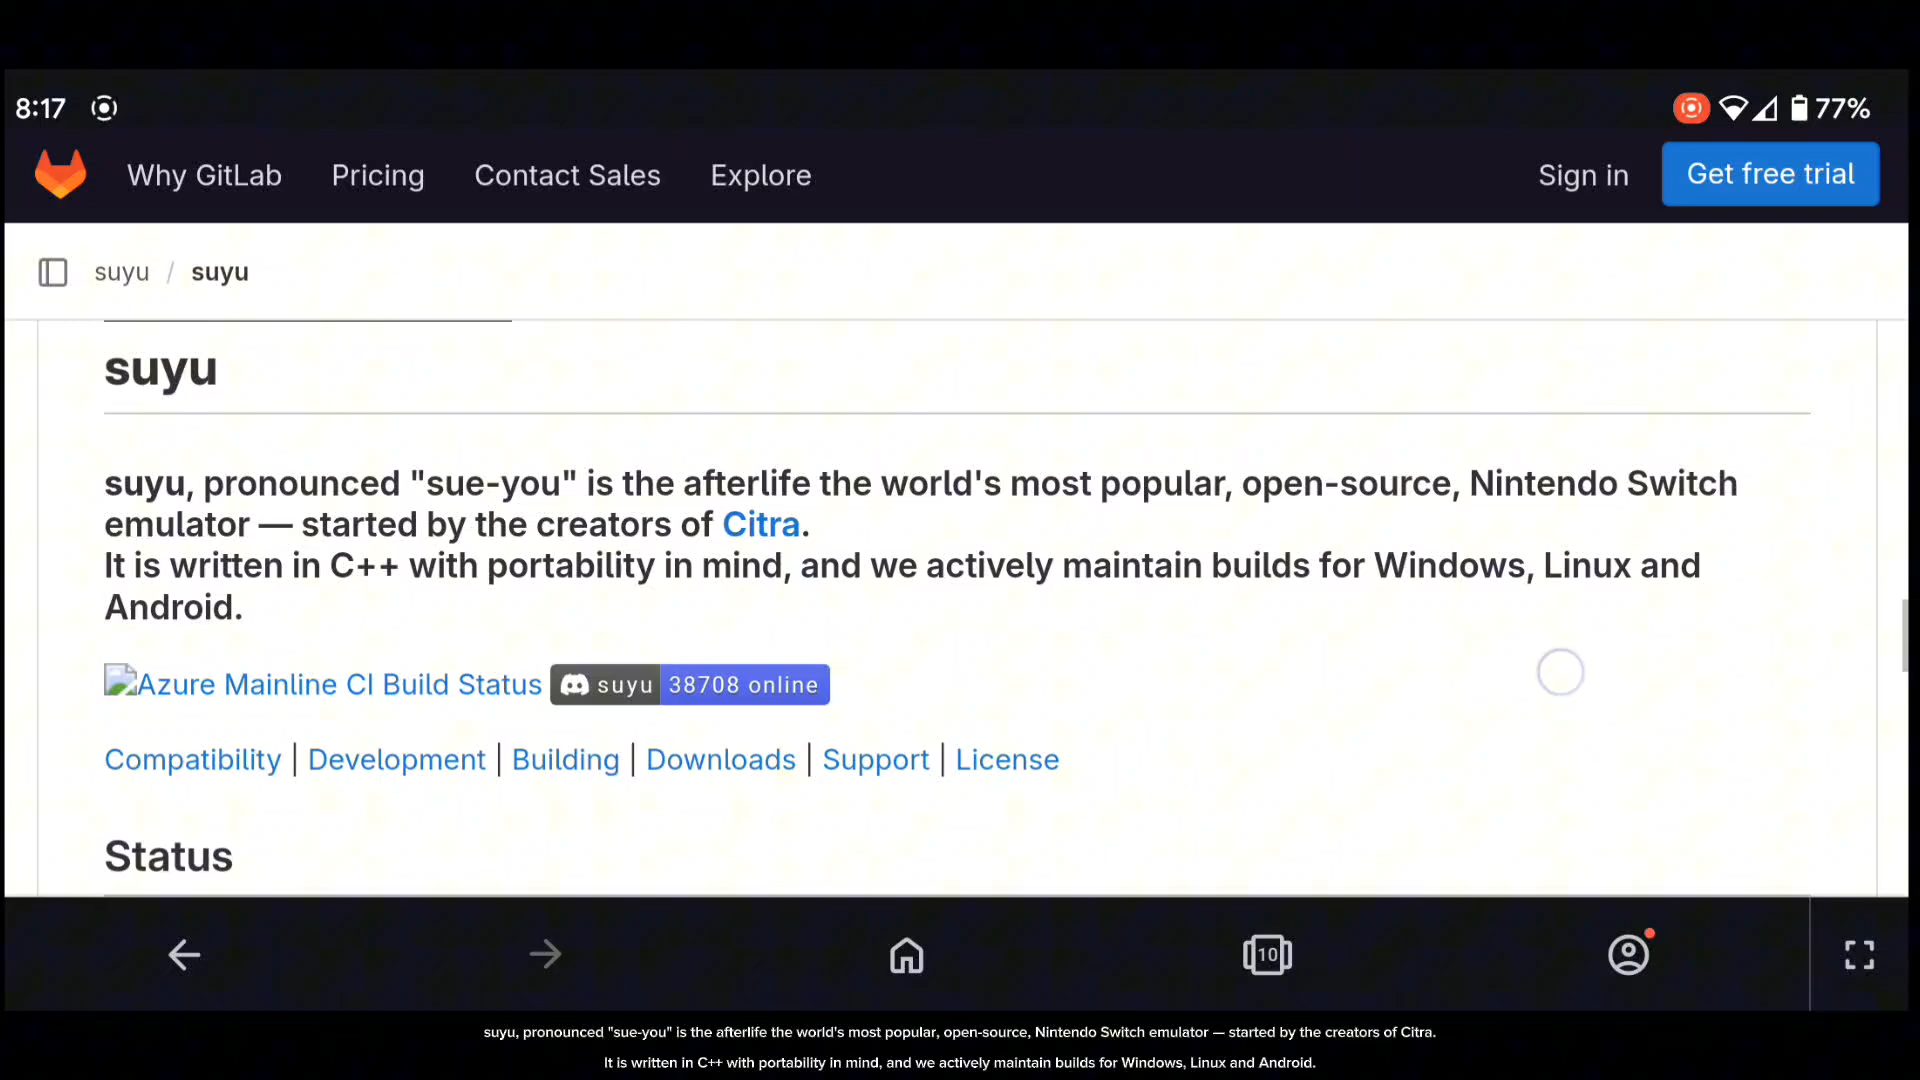 8:17
77%
Why GitLab Pricing Contact Sales Explore Sign in Get free trial
suyu / suyu
suyu
suyu, pronounced "sue-you" is the afterlife the world's most popular, open-source, Nintendo Switch
emulator — started by the creators of Citra.
It is written in C++ with portability in mind, and we actively maintain builds for Windows, Linux and
Android.
Azure Mainline CI Build Status suyu 38708 online
Compatibility | Development | Building | Downloads | Support | License
Status
10
suyu, pronounced "sue-you" is the afterlife the world's most popular, open-source, Nintendo Switch emulator — started by the creators of Citra.
It is written in C++ with portability in mind, and we actively maintain builds for Windows, Linux and Android.